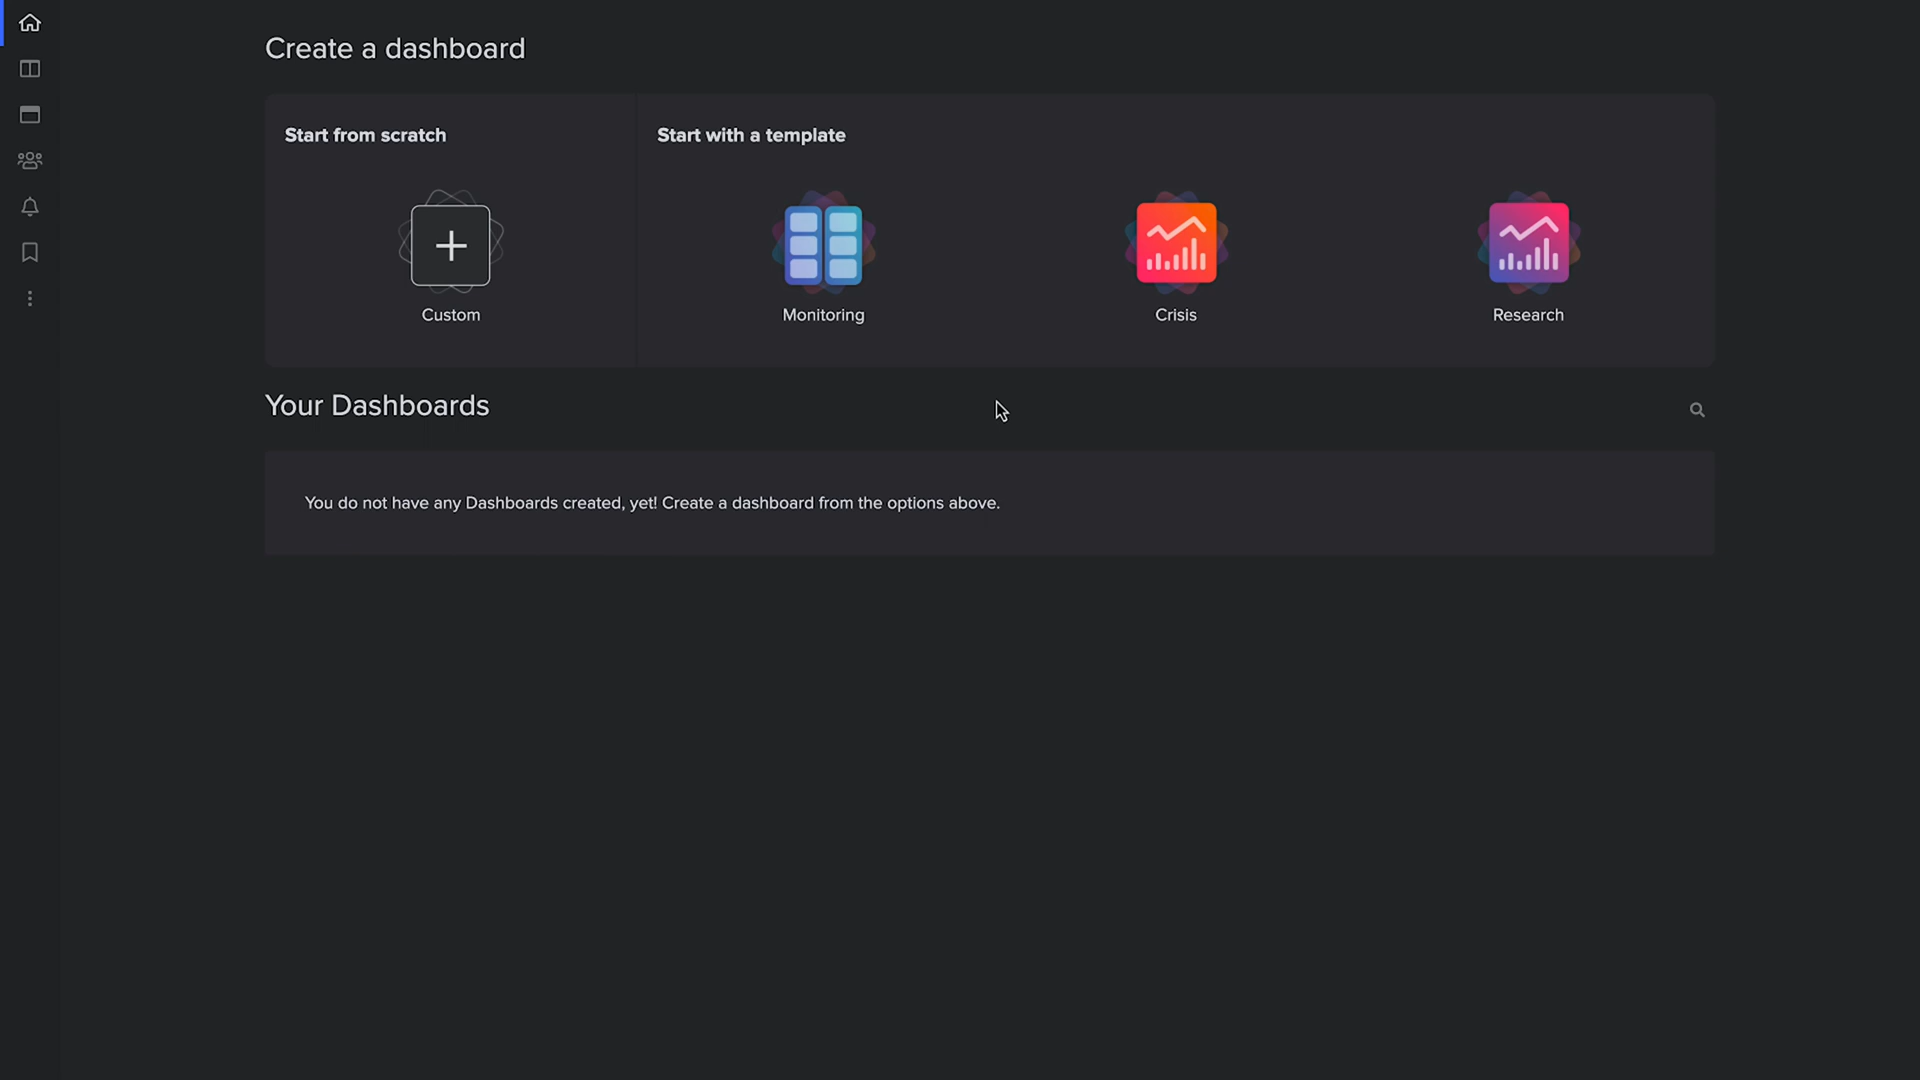 Create a dashboard
Start from scratch
Start with a template
Custom
Monitoring
Crisis
Research
Your Dashboards
You do not have any Dashboards created, yet! Create a dashboard from the options above.